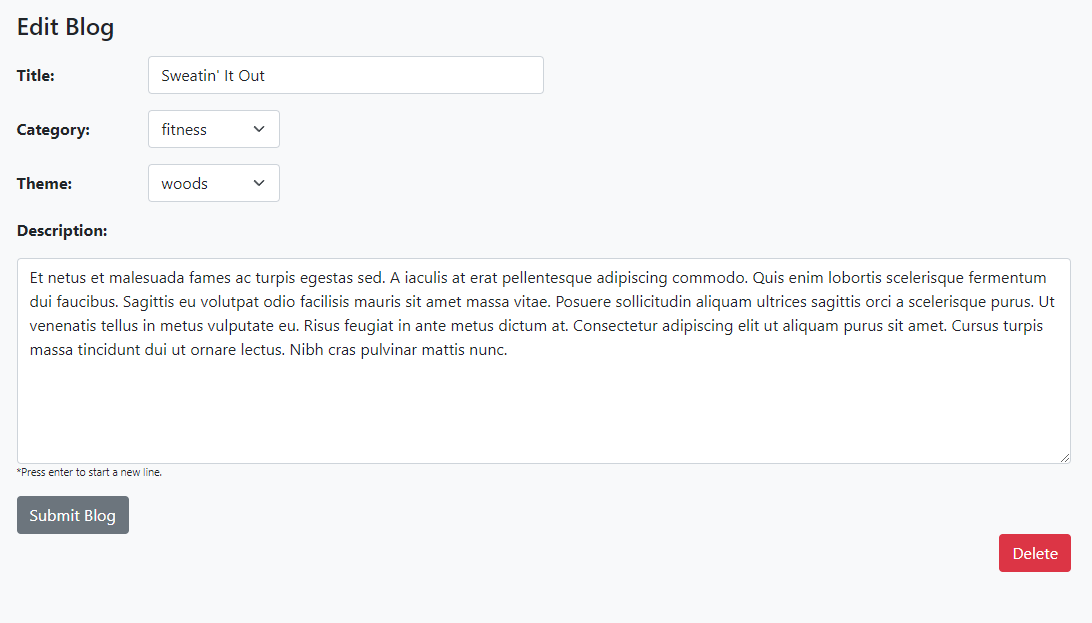 Edit Blog
Title: Sweatin' It Out
Category: fitness
Theme: woods
Description:
Et netus et malesuada fames ac turpis egestas sed. A iaculis at erat pellentesque adipiscing commodo. Quis enim lobortis scelerisque fermentum
dui faucibus. Sagittis eu volutpat odio facilisis mauris sit amet massa vitae. Posuere sollicitudin aliquam ultrices sagittis orci a scelerisque purus. Ut
venenatis tellus in metus vulputate eu. Risus feugiat in ante metus dictum at. Consectetur adipiscing elit ut aliquam purus sit amet. Cursus turpis
massa tincidunt dui ut ornare lectus. Nibh cras pulvinar mattis nunc.
*Press enter to start a new line.
Submit Blog
Delete